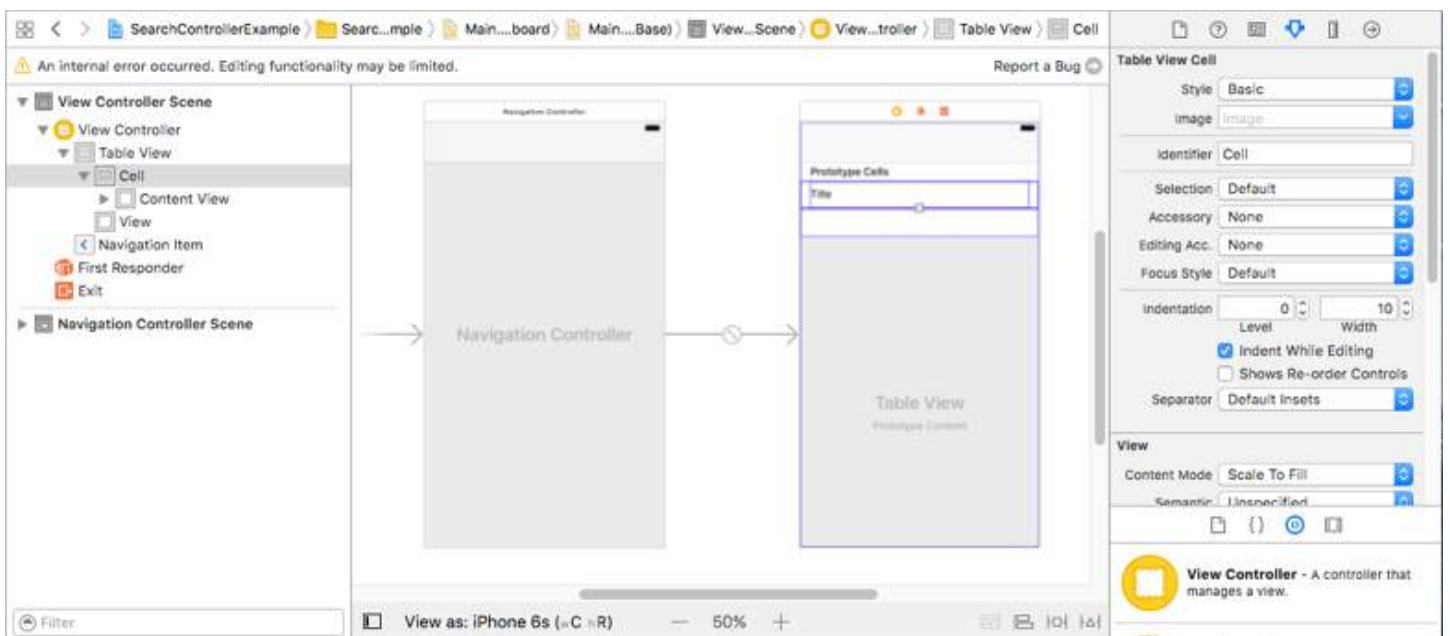 SearchControllerExample Searc...mple Main....board) Main....Base) View...Scene View...troller Table View Cell
An internal error occurred. Editing functionality may be limited. Report a Bug
View Controller Scene
View Controller
Table View
Cell
Content View
View
Navigation Item
First Responder
Exit
Navigation Controller Scene
Filter
Navigation Controller
Navigation Controller
Prototype Cells
Title
Table View
Prototype Content
View as: iPhone 6s (wC hR) 50%
Table View Cell
Style Basic
Image Image
Identifier Cell
Selection Default
Accessory None
Editing Acc. None
Focus Style Default
Indentation 0 10
Level Width
Indent While Editing
Shows Re-order Controls
Separator Default Insets
View
Content Mode Scale To Fill
Semantic Unspecified
{}
View Controller - A controller that
manages a view.